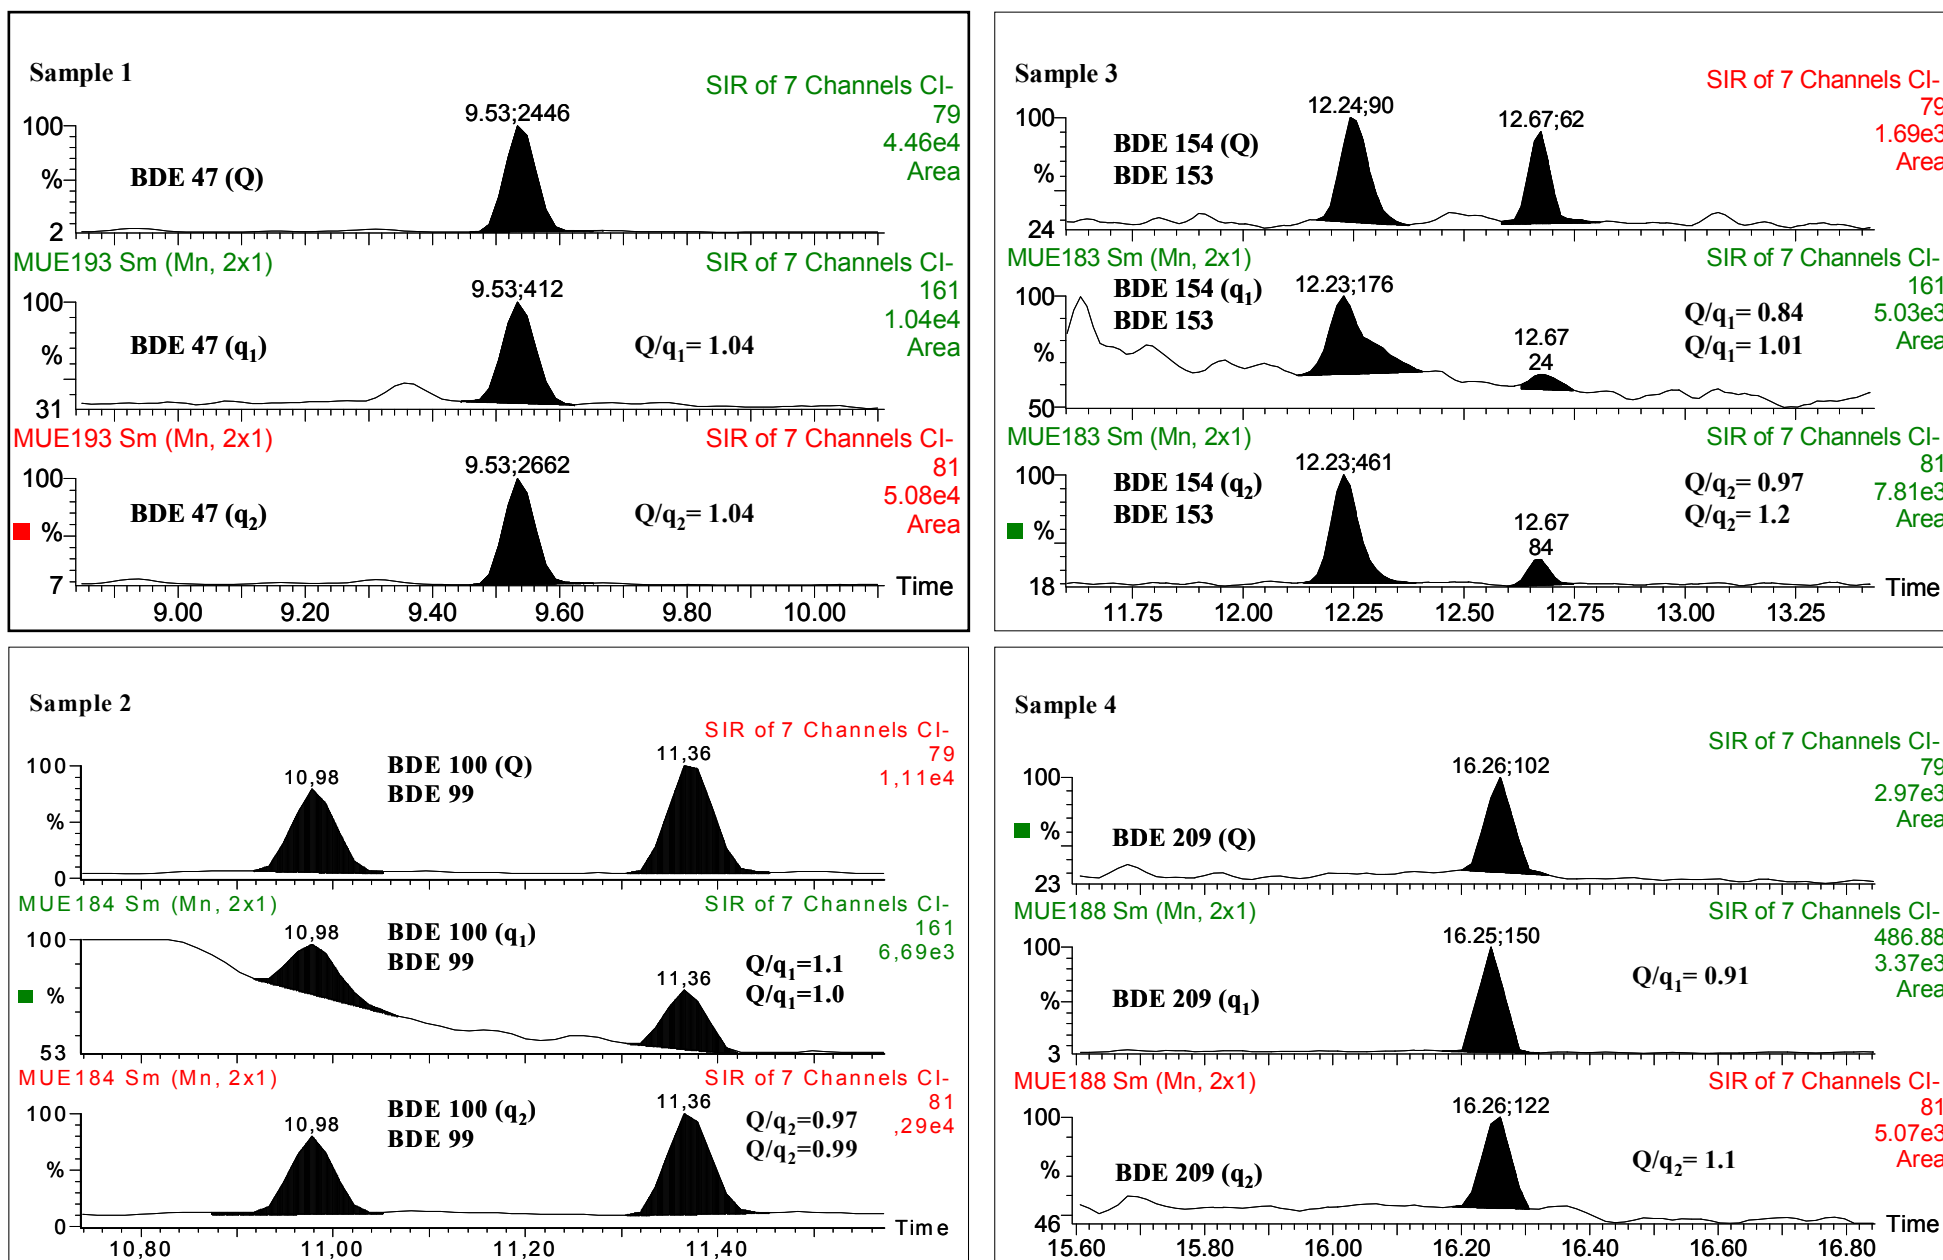 Sample 1
SIR of 7 Channels CI-
79
4.46e4
Area
9.53;2446
100
%
2
BDE 47 (Q)
MUE193 Sm (Mn, 2x1)
SIR of 7 Channels CI-
161
1.04e4
Area
9.53;412
100
%
31
BDE 47 (q1)
Q/q1= 1.04
MUE193 Sm (Mn, 2x1)
SIR of 7 Channels CI-
81
5.08e4
Area
9.53;2662
100
%
7
BDE 47 (q2)
Q/q2= 1.04
Time
9.00 9.20 9.40 9.60 9.80 10.00
Sample 3
SIR of 7 Channels CI-
79
1.69e3
Area
12.24;90
12.67;62
100
%
24
BDE 154 (Q)
BDE 153
MUE183 Sm (Mn, 2x1)
SIR of 7 Channels CI-
161
5.03e3
Area
BDE 154 (q1)
BDE 153
12.23;176
12.67
24
Q/q1= 0.84
Q/q1= 1.01
100
%
50
MUE183 Sm (Mn, 2x1)
SIR of 7 Channels CI-
81
7.81e3
Area
BDE 154 (q2)
BDE 153
12.23;461
12.67
84
Q/q2= 0.97
Q/q2= 1.2
100
%
18
Time
11.75 12.00 12.25 12.50 12.75 13.00 13.25
Sample 2
SIR of 7 Channels CI-
79
1,11e4
10,98
11,36
BDE 100 (Q)
BDE 99
100
%
0
MUE184 Sm (Mn, 2x1)
SIR of 7 Channels CI-
161
6,69e3
10,98
11,36
BDE 100 (q1)
BDE 99
Q/q1=1.1
Q/q1=1.0
100
%
53
MUE184 Sm (Mn, 2x1)
SIR of 7 Channels CI-
81
,29e4
10,98
11,36
BDE 100 (q2)
BDE 99
Q/q2=0.97
Q/q2=0.99
100
%
0
Time
10,80 11,00 11,20 11,40
Sample 4
SIR of 7 Channels CI-
79
2.97e3
Area
16.26;102
100
%
23
BDE 209 (Q)
MUE188 Sm (Mn, 2x1)
SIR of 7 Channels CI-
486.88
3.37e3
Area
16.25;150
100
%
3
BDE 209 (q1)
Q/q1= 0.91
MUE188 Sm (Mn, 2x1)
SIR of 7 Channels CI-
81
5.07e3
Area
16.26;122
100
%
46
BDE 209 (q2)
Q/q2= 1.1
Time
15.60 15.80 16.00 16.20 16.40 16.60 16.80